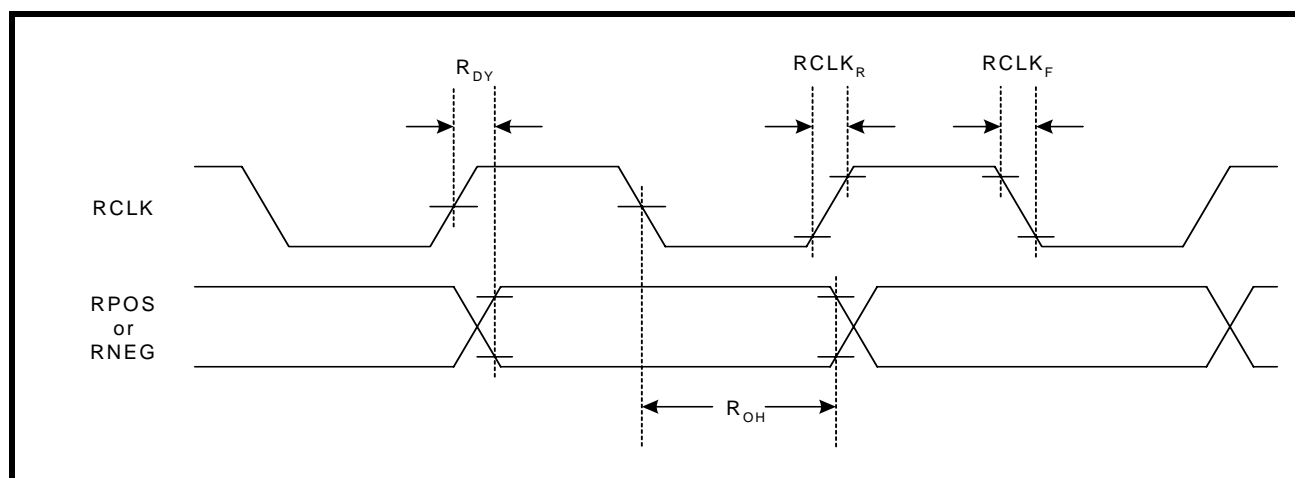 R_DY
RCLK_R
RCLK_F
RCLK
RPOS
or
RNEG
R_OH